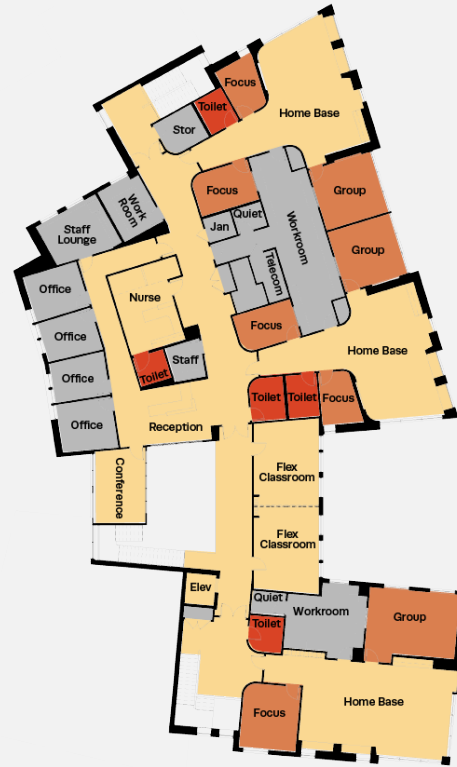 Focus
Toilet
Home Base
Stor
Focus
Group
Work
Room
Quiet
Jan
Workroom
Staff
Lounge
Group
Telecom
Office
Nurse
Focus
Office
Home Base
Staff
Toilet
Office
Toilet
Toilet
Focus
Office
Reception
Conference
Flex
Classroom
Flex
Classroom
Elev
Quiet
Workroom
Group
Toilet
Home Base
Focus